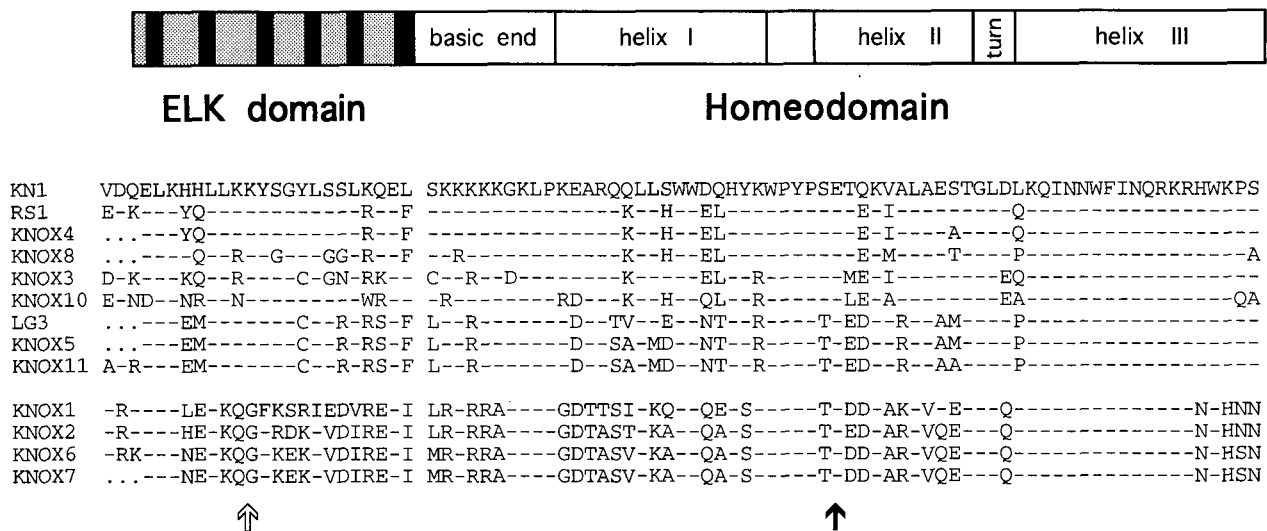 basic end helix I helix II turn helix III
ELK domain Homeodomain
KN1 VDQELKHHLLKKYSGYLSSLKQEL SKKKKKGKLPKEARQQLLSWWDQHYKWPYPSETQKVALAESTGLDLKQINNWFINQRKRHWKPS
RS1 E-K---YQ------------R--F ---------------K--H--EL-----------E-I----------Q----------------
KNOX4 ...---YQ------------R--F ---------------K--H--EL-----------E-I-----A----Q----------------
KNOX8 ...----Q--R--G---GG-R--F --R------------K--H--EL-----------E-M-----T----P---------------A
KNOX3 D-K---KQ--R-----C-GN-RK- C--R--D--------K-----EL--R-------ME-I---------EQ----------------
KNOX10 E-ND--NR--N---------WR-- -R--------RD---K--H--QL--R-------LE-A---------EA--------------QA
LG3 ...---EM--------C--R-RS-F L--R-------D--TV--E--NT--R-----T-ED--R--AM----P----------------
KNOX5 ...---EM--------C--R-RS-F L--R-------D--SA-MD--NT--R-----T-ED--R--AM----P----------------
KNOX11 A-R---EM--------C--R-RS-F L--R-------D--SA-MD--NT--R-----T-ED--R--AA----P----------------
KNOX1 -R----LE-KQGFKSRIEDVRE-I LR-RRA----GDTTSI-KQ--QE-S------T-DD-AK-V-E---Q-------------N-HNN
KNOX2 -R----HE-KQG-RDK-VDIRE-I LR-RRA----GDTAST-KA--QA-S------T-ED-AR-VQE---Q-------------N-HNN
KNOX6 -RK---NE-KQG-KEK-VDIRE-I MR-RRA----GDTASV-KA--QA-S------T-DD-AR-VQE---Q-------------N-HSN
KNOX7 ...---NE-KQG-KEK-VDIRE-I MR-RRA----GDTASV-KA--QA-S------T-DD-AR-VQE---Q-------------N-HSN